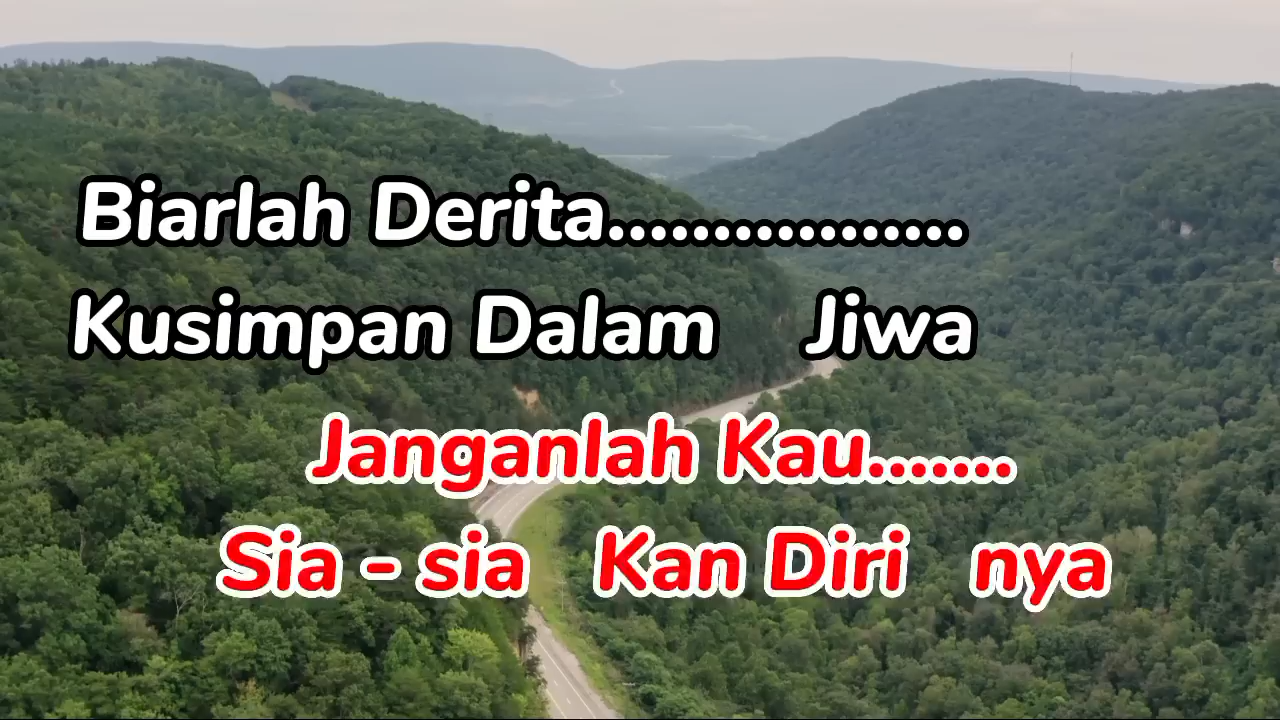 Biarlah Derita.................
Kusimpan Dalam Jiwa
Janganlah Kau.......
Sia - sia Kan Diri nya